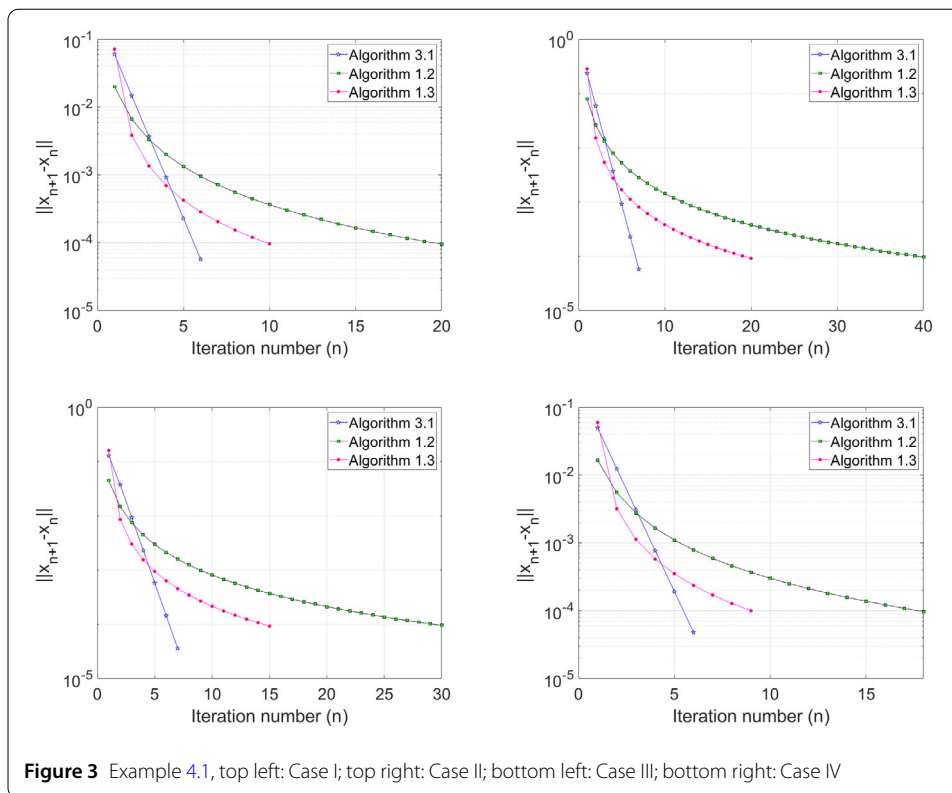 10^-1
10^-2
10^-3
10^-4
10^-5
||x_{n+1}-x_n||
Algorithm 3.1
Algorithm 1.2
Algorithm 1.3
0 5 10 15 20
Iteration number (n)
10^0
10^-5
||x_{n+1}-x_n||
Algorithm 3.1
Algorithm 1.2
Algorithm 1.3
0 10 20 30 40
Iteration number (n)
10^0
10^-5
||x_{n+1}-x_n||
Algorithm 3.1
Algorithm 1.2
Algorithm 1.3
0 5 10 15 20 25 30
Iteration number (n)
10^-1
10^-2
10^-3
10^-4
10^-5
||x_{n+1}-x_n||
Algorithm 3.1
Algorithm 1.2
Algorithm 1.3
0 5 10 15
Iteration number (n)
Figure 3 Example 4.1, top left: Case I; top right: Case II; bottom left: Case III; bottom right: Case IV